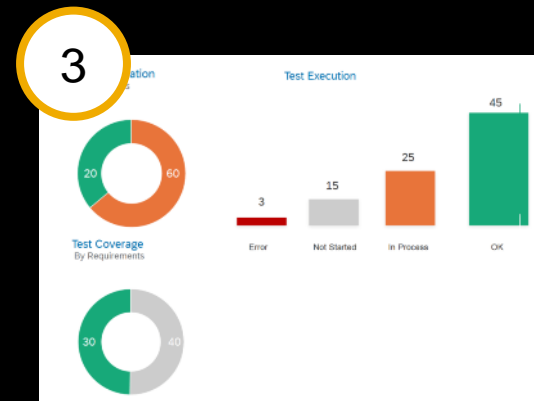 3
Test Execution
20
60
Test Coverage
By Requirements
30
40
3
15
25
45
Error
Not Started
In Process
OK